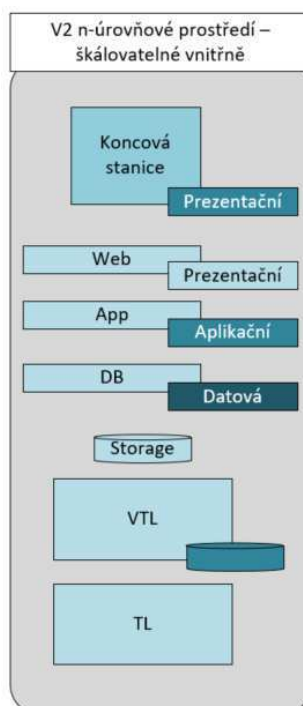 V2 n-úrovňové prostředí –
škálovatelné vnitřně
Koncová
stanice
Prezentační
Web
Prezentační
App
Aplikační
DB
Datová
Storage
VTL
TL